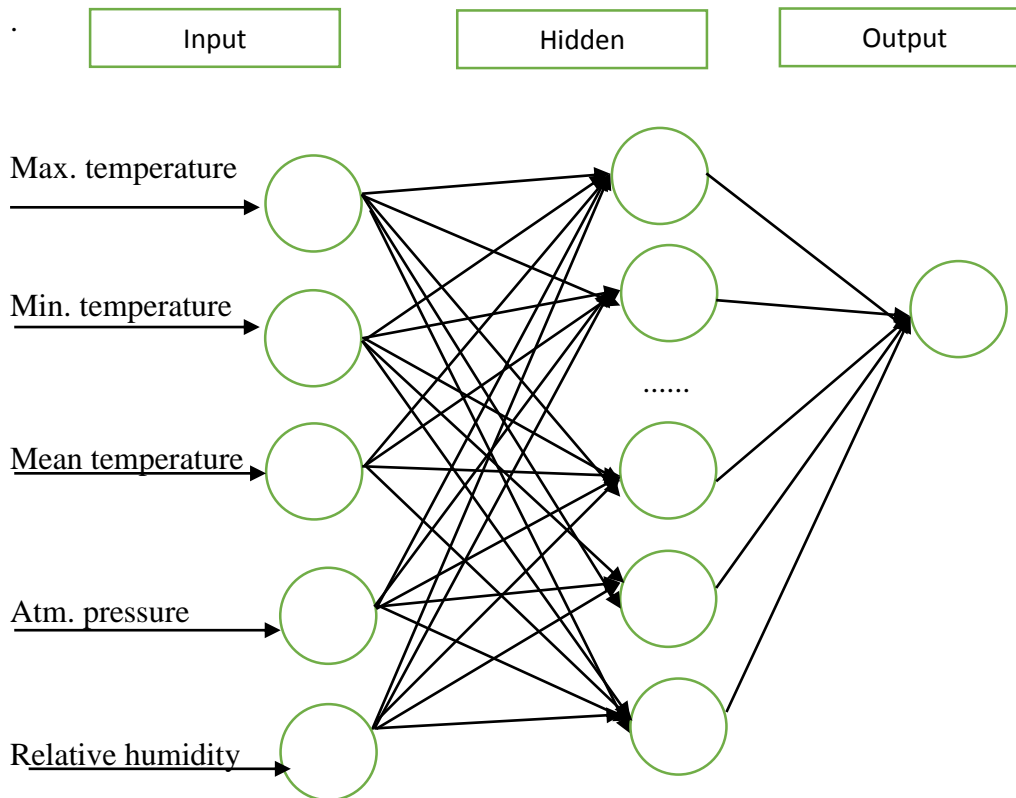 .
Input Hidden Output
Max. temperature
Min. temperature
......
Mean temperature
Atm. pressure
Relative humidity